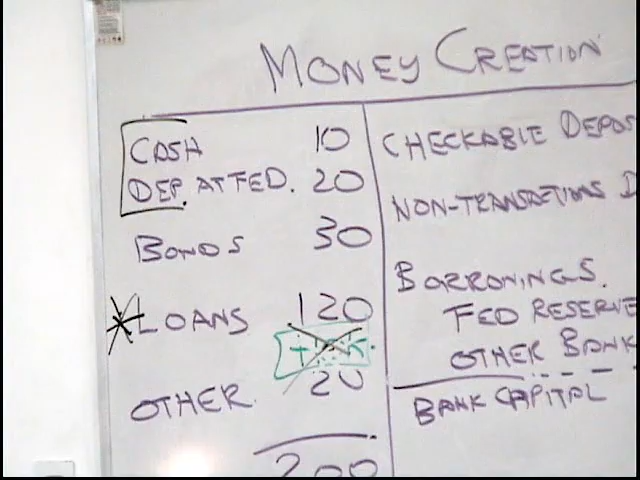 MONEY CREATION
CASH 10
DEP. AT FED. 20
BONDS 30
LOANS 120
OTHER 20
200
CHECKABLE DEPOS
NON-TRANSACTIONS D
BORROWINGS.
FED RESERVE
OTHER BANK
BANK CAPITAL